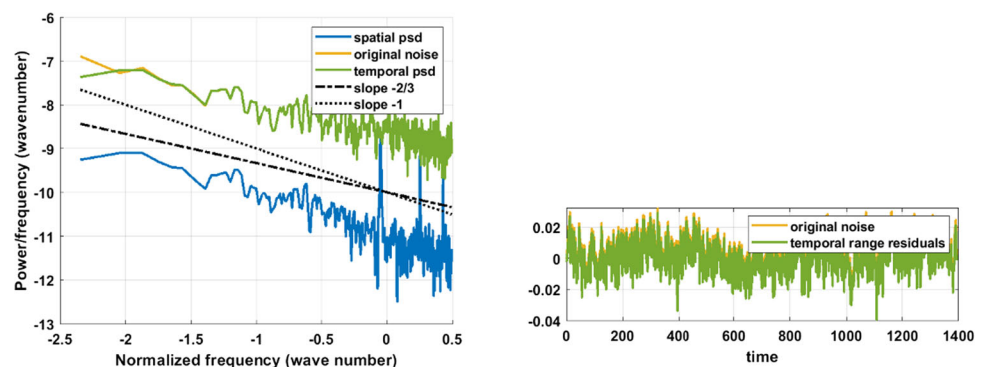 -6
-7
-8
-9
-10
-11
-12
-13
Power/frequency (wavenumber)
-2.5 -2 -1.5 -1 -0.5 0 0.5
Normalized frequency (wave number)
spatial psd
original noise
temporal psd
slope -2/3
slope -1
0.02
0
-0.02
-0.04
0 200 400 600 800 1000 1200 1400
time
original noise
temporal range residuals